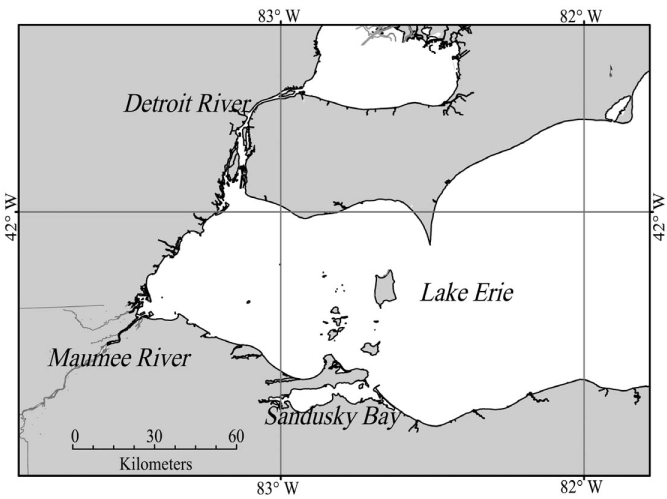 83° W 82° W
Detroit River
42° W 42° W
Lake Erie
Maumee River
Sandusky Bay
0 30 60
Kilometers
83° W 82° W